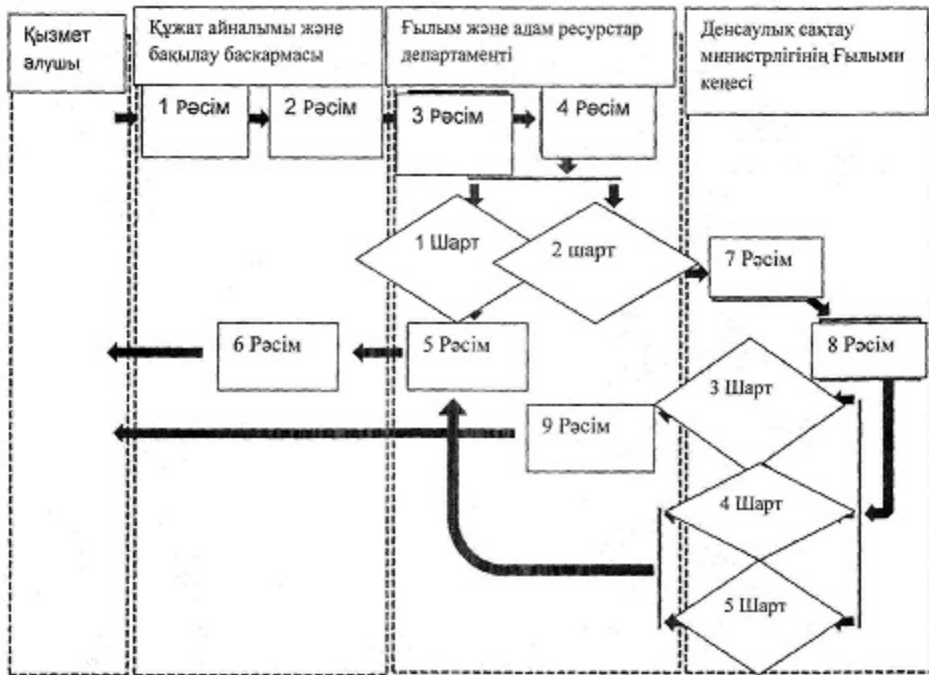 Қызмет
алушы
Құжат айналымы және
бақылау баскармасы
Ғылым және адам ресурстар
департаменті
Денсаулық сақтау
министрлігінің Ғылыми
кеңесі
1 Рәсім
2 Рәсім
3 Рәсім
4 Рәсім
1 Шарт
2 шарт
7 Рәсім
6 Рәсім
5 Рәсім
8 Рәсім
3 Шарт
9 Рәсім
4 Шарт
5 Шарт